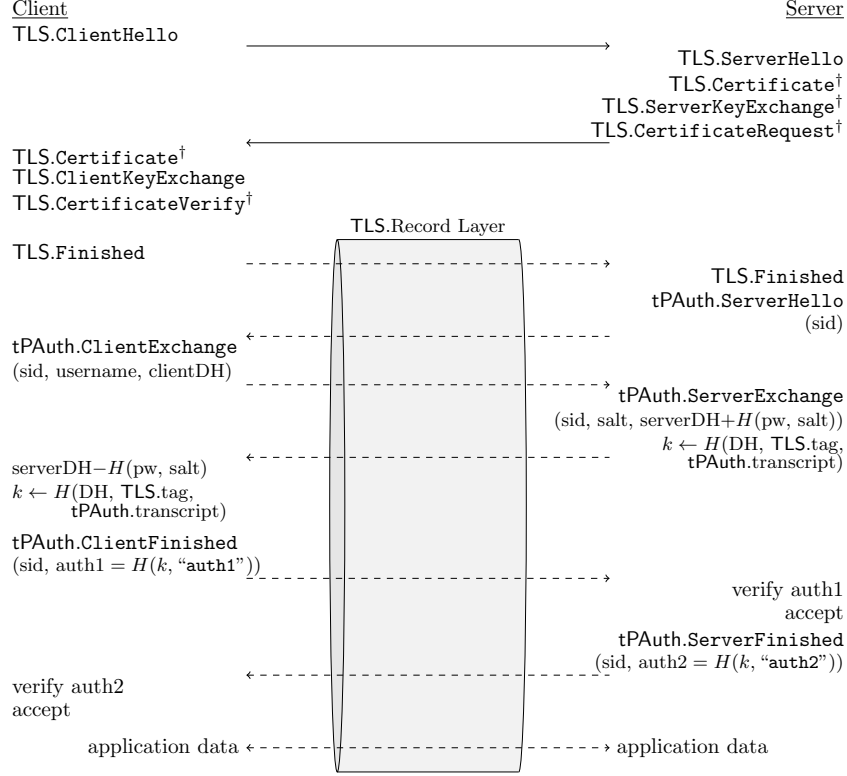 Client
Server
TLS.ClientHello
TLS.ServerHello
TLS.Certificate†
TLS.ServerKeyExchange†
TLS.CertificateRequest†
TLS.Certificate†
TLS.ClientKeyExchange
TLS.CertificateVerify†
TLS.Record Layer
TLS.Finished
TLS.Finished
tPAuth.ServerHello
(sid)
tPAuth.ClientExchange
(sid, username, clientDH)
tPAuth.ServerExchange
(sid, salt, serverDH+H(pw, salt))
k ← H(DH, TLS.tag,
tPAuth.transcript)
serverDH−H(pw, salt)
k ← H(DH, TLS.tag,
tPAuth.transcript)
tPAuth.ClientFinished
(sid, auth1 = H(k, “auth1”))
verify auth1
accept
tPAuth.ServerFinished
(sid, auth2 = H(k, “auth2”))
verify auth2
accept
application data
application data